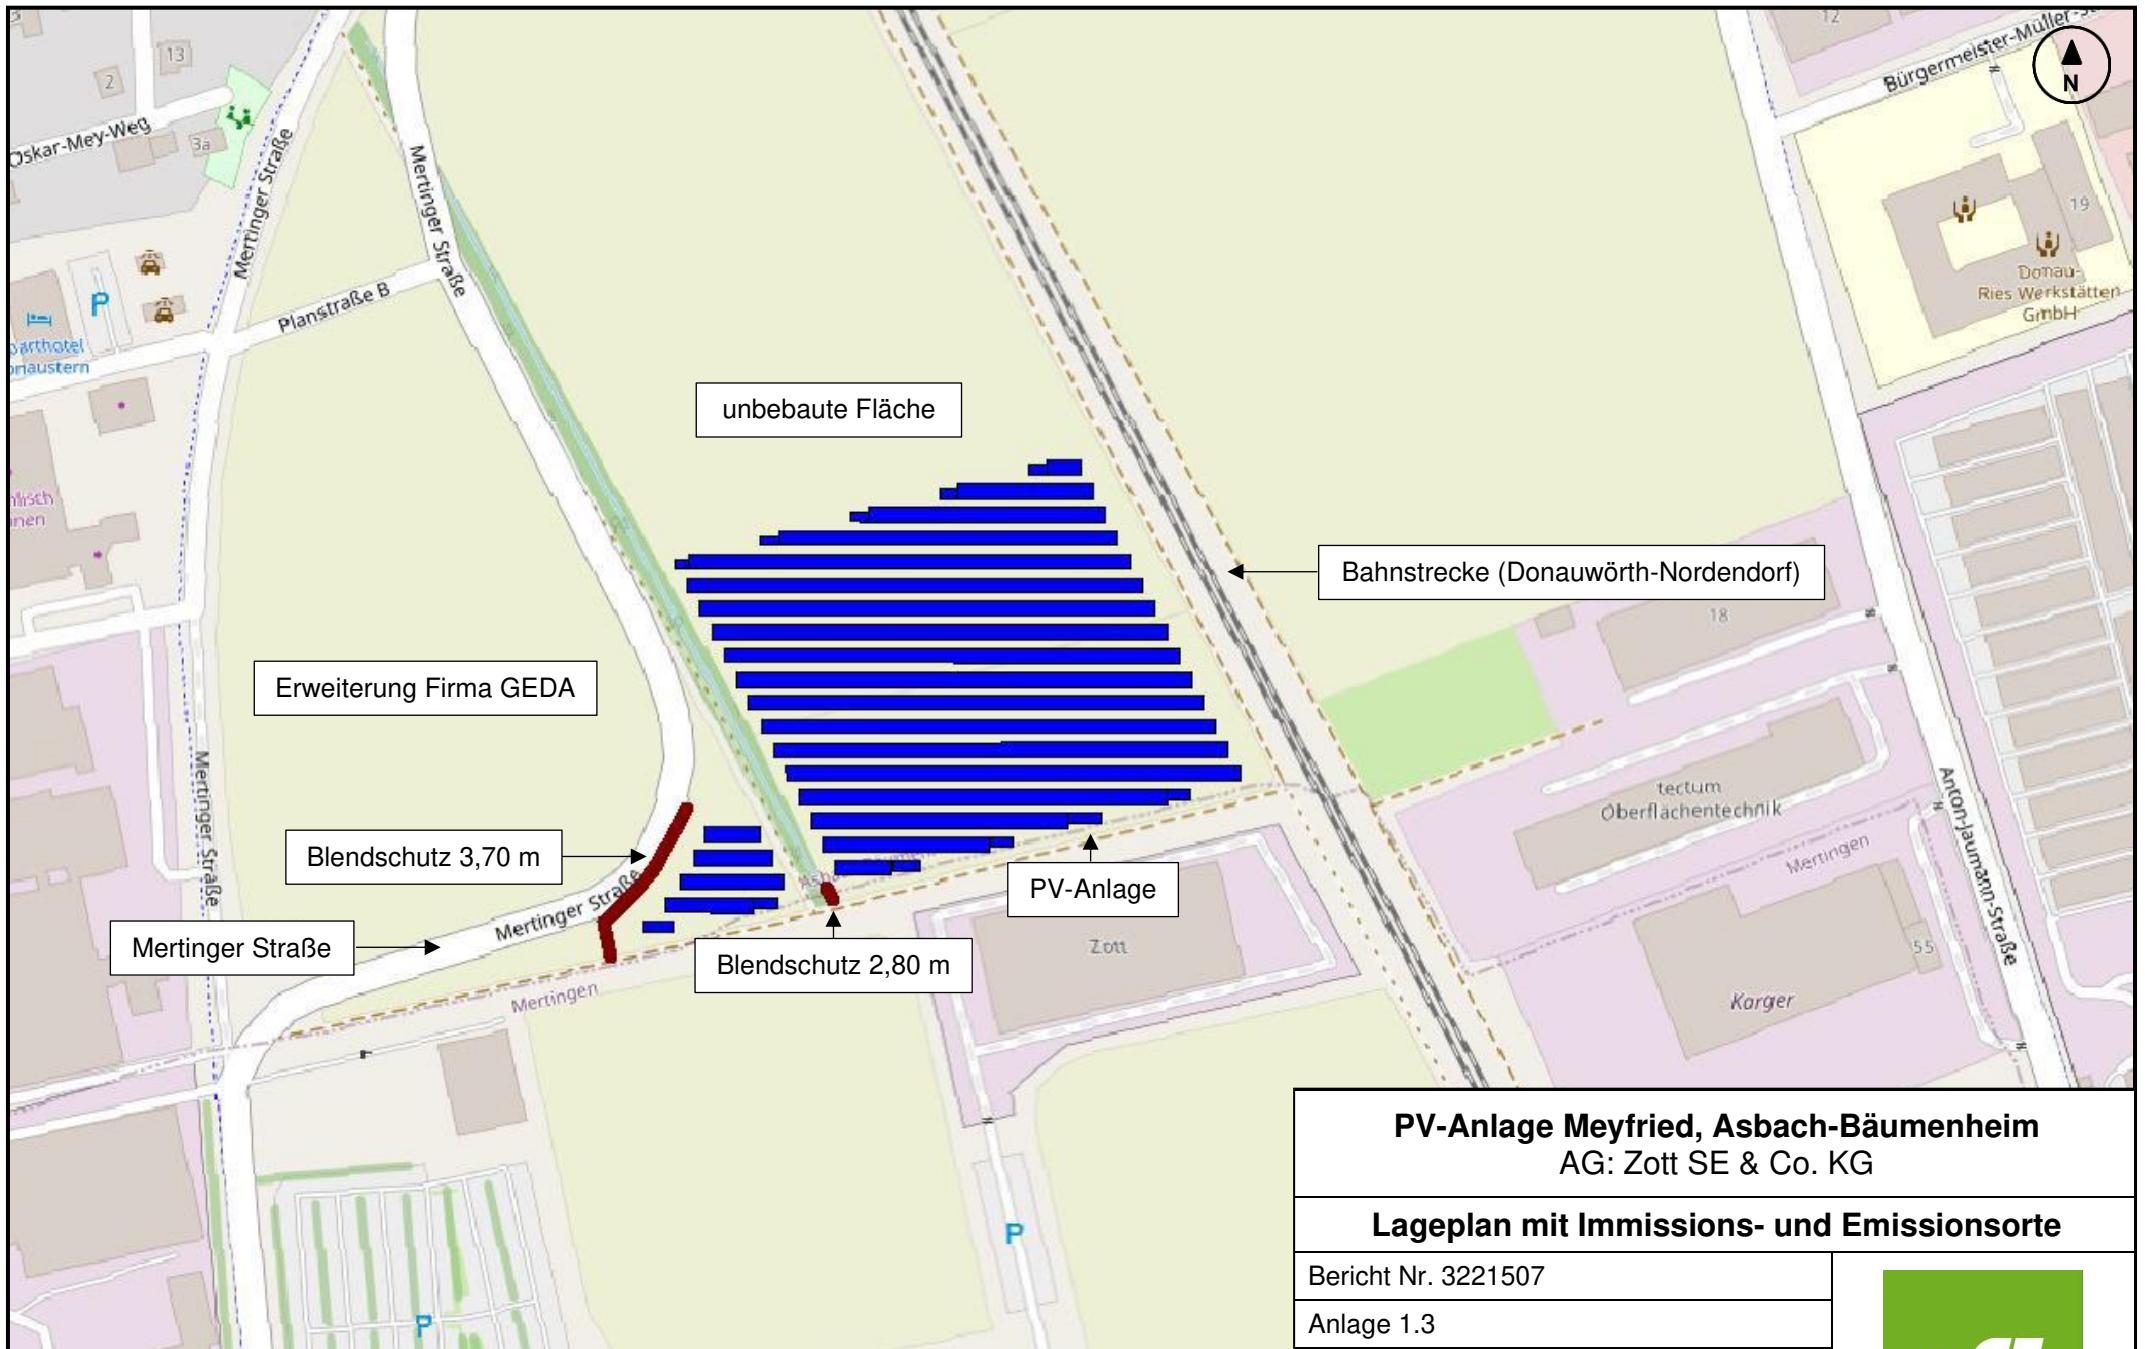 12
Bürgermeister-Müller-
N
13
2
Oskar-Mey-Weg
3a
Mertinger Straße
Mertinger Straße
19
Donau-
Ries Werkstätten
GmbH
P
Planstraße B
unbebaute Fläche
Bahnstrecke (Donauwörth-Nordendorf)
18
Erweiterung Firma GEDA
Mertinger Straße
tectum
Oberflächentechnik
Anton-Jaumann-Straße
Mertingen
Blendschutz 3,70 m
PV-Anlage
Mertinger Straße
Mertinger Straße
Blendschutz 2,80 m
Zott
55
Karger
Mertingen
PV-Anlage Meyfried, Asbach-Bäumenheim
AG: Zott SE & Co. KG
Lageplan mit Immissions- und Emissionsorte
Bericht Nr. 3221507
Anlage 1.3
P
P